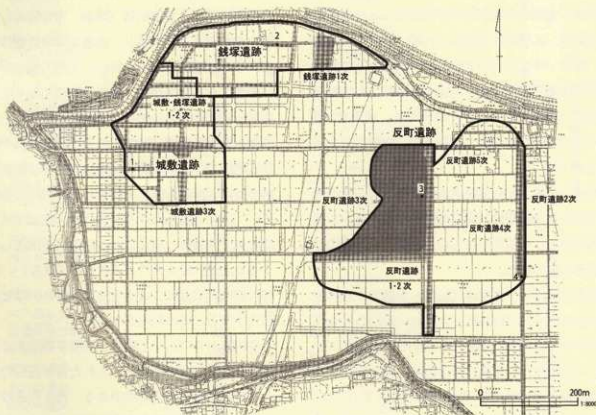 2
銭塚遺跡
銭塚遺跡1次
城敷・銭塚遺跡
1-2 次
反町遺跡
反町遺跡5次
1
城敷遺跡
3
反町遺跡3次
反町遺跡2次
城敷遺跡3次
反町遺跡4次
反町遺跡
1-2 次
4
0 200m
1:8000